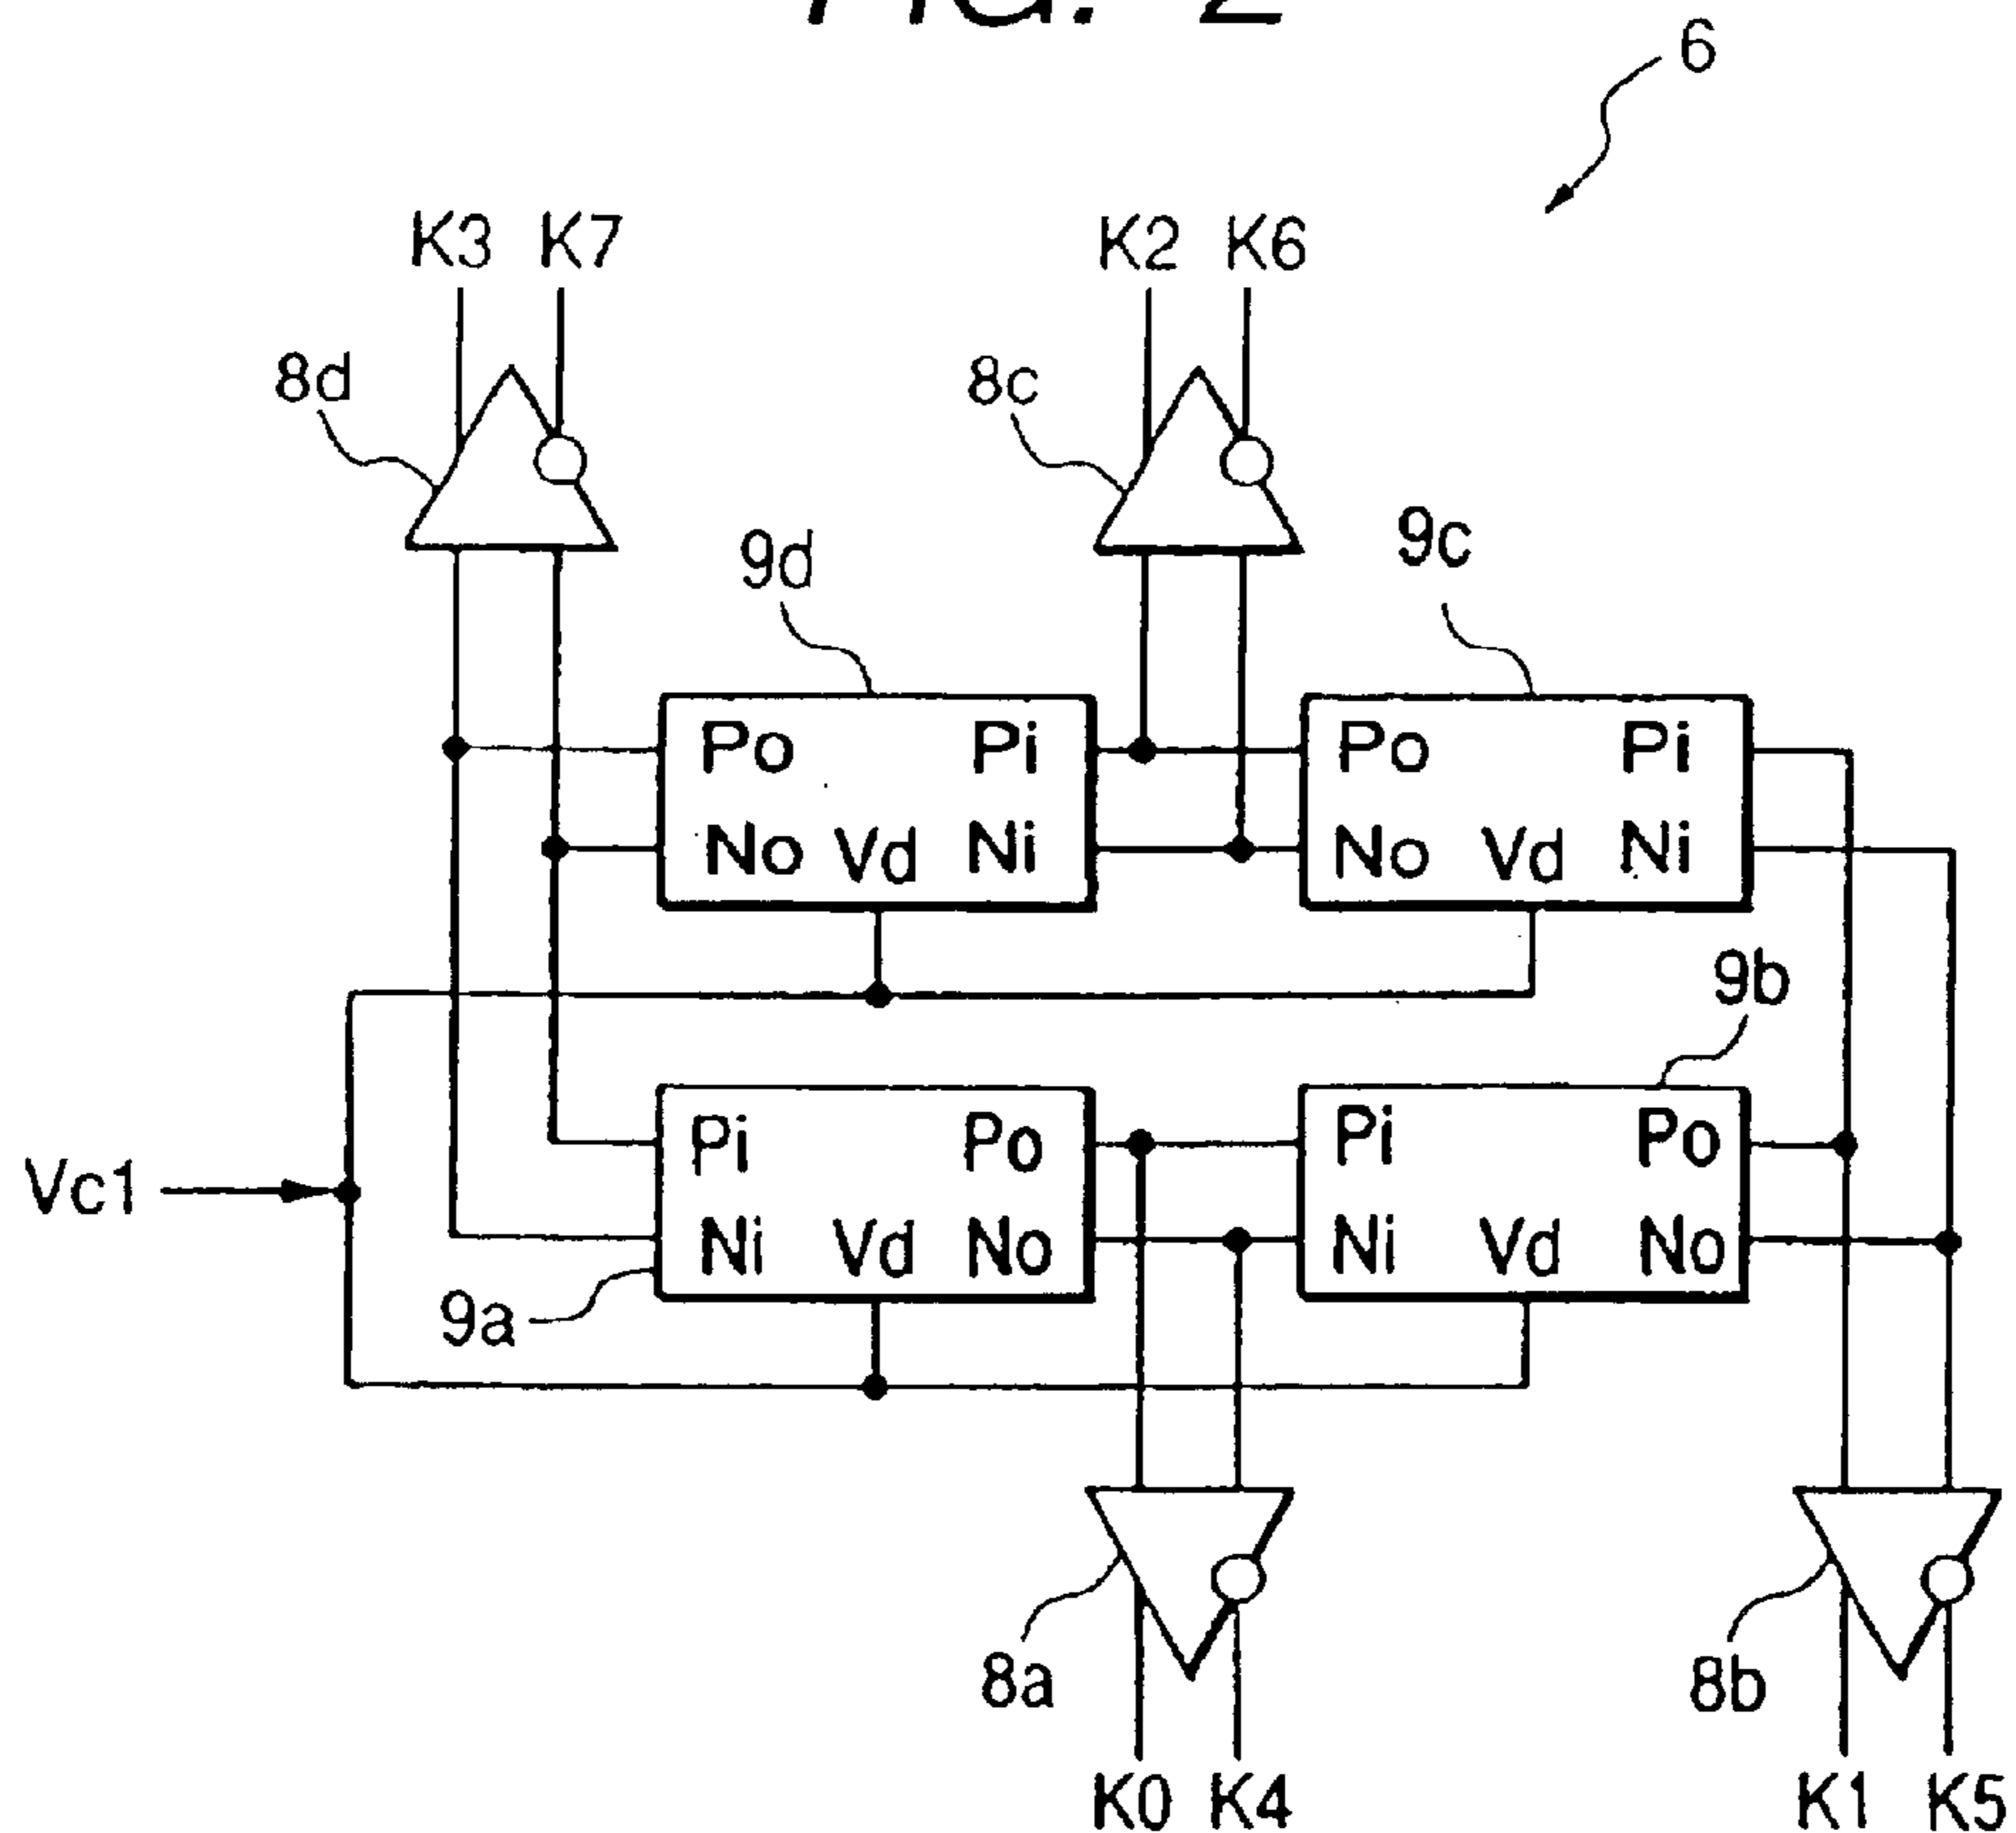 FIG. 2
6
K3 K7 K2 K6
8d 8c
9d 9c
Po Pi Po Pi
No Vd Ni No Vd Ni
9b
Pi Po Pi Po
Vc1
Ni Vd No Ni Vd No
9a
8a 8b
K0 K4 K1 K5